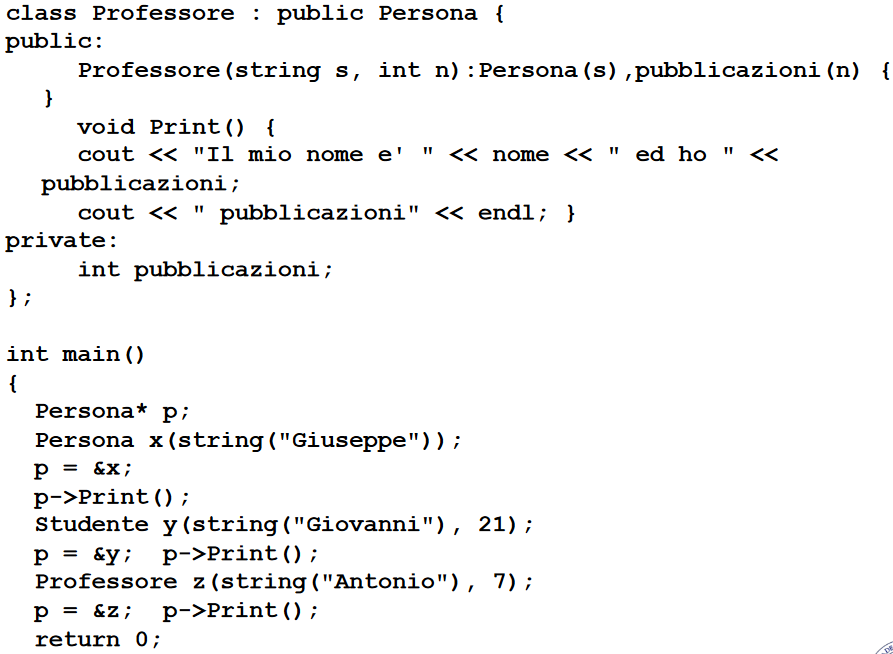 class Professore : public Persona {
public:
     Professore(string s, int n):Persona(s),pubblicazioni(n) {
  }
     void Print() {
     cout << "Il mio nome e' " << nome << " ed ho " <<
  pubblicazioni;
     cout << " pubblicazioni" << endl; }
private:
     int pubblicazioni;
};

int main()
{
  Persona* p;
  Persona x(string("Giuseppe"));
  p = &x;
  p->Print();
  Studente y(string("Giovanni"), 21);
  p = &y;  p->Print();
  Professore z(string("Antonio"), 7);
  p = &z;  p->Print();
  return 0;